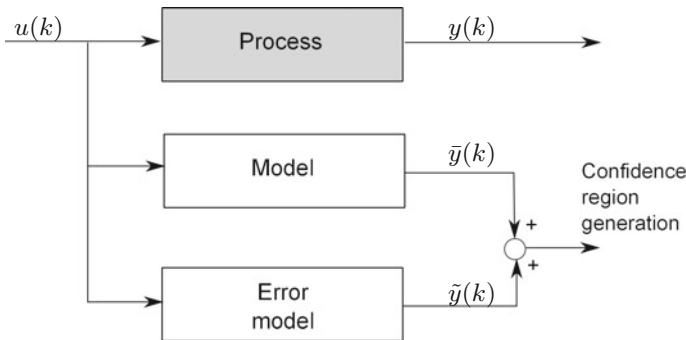 u(k)
Process
y(k)
Model
ȳ(k)
Confidence
region
generation
+
+
Error
model
ỹ(k)